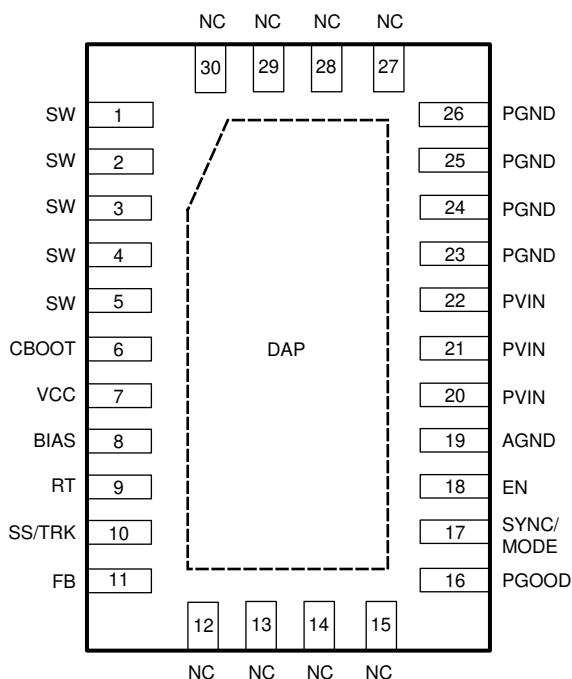 NC NC NC NC
30 29 28 27
SW 1 26 PGND
SW 2 25 PGND
SW 3 24 PGND
SW 4 23 PGND
SW 5 22 PVIN
CBOOT 6 DAP 21 PVIN
VCC 7 20 PVIN
BIAS 8 19 AGND
RT 9 18 EN
SS/TRK 10 17 SYNC/
MODE
FB 11 16 PGOOD
12 13 14 15
NC NC NC NC